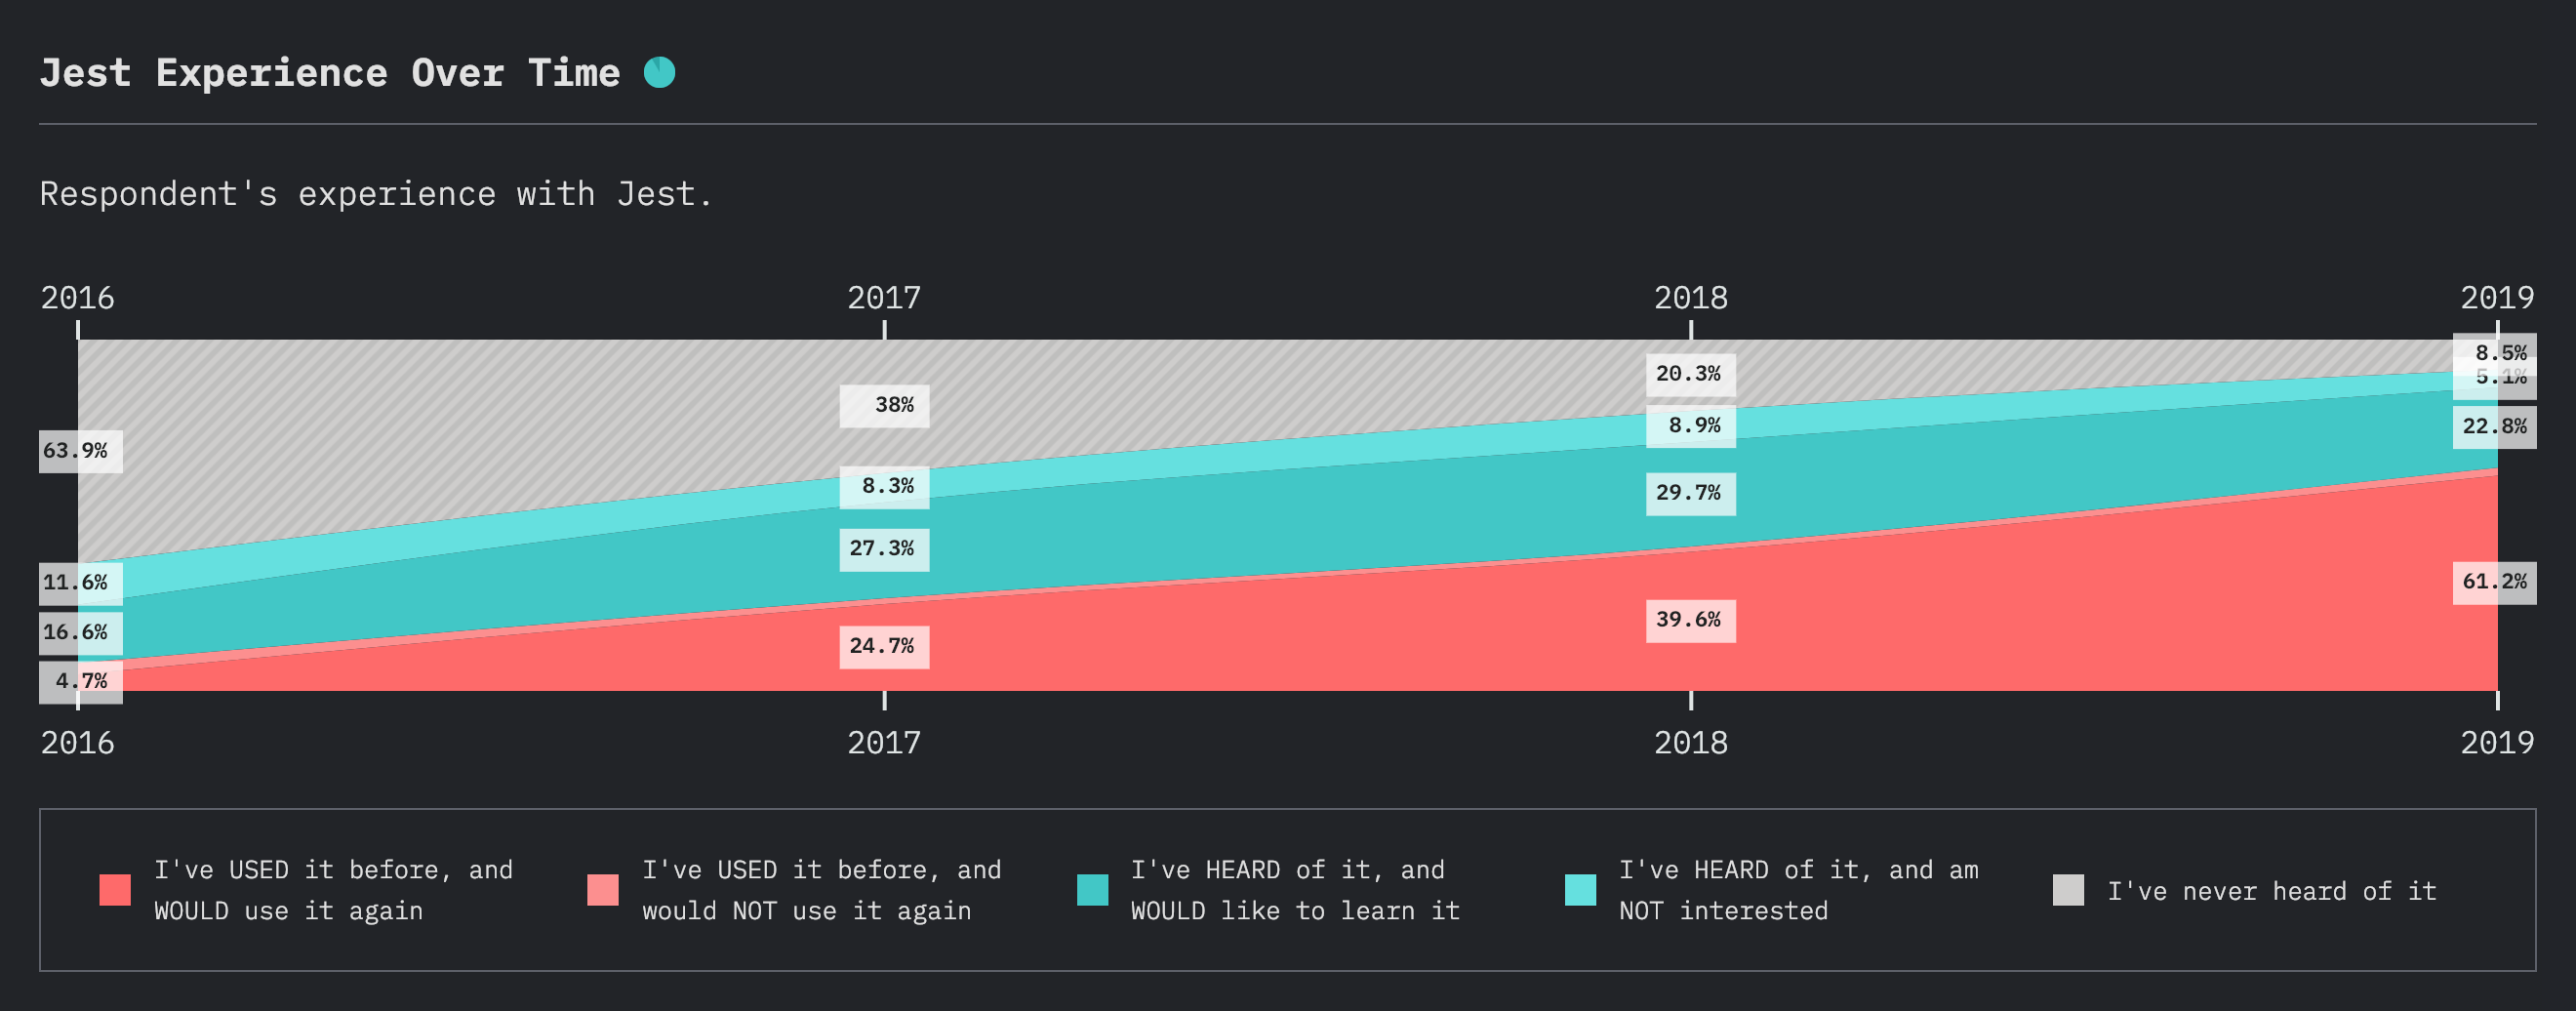 Jest Experience Over Time
Respondent's experience with Jest.
2016 2017 2018 2019
8.5%
20.3%
5.1%
38%
8.9%
22.8%
63.9%
8.3%
29.7%
27.3%
11.6%
61.2%
39.6%
16.6%
24.7%
4.7%
2016 2017 2018 2019
I've USED it before, and
WOULD use it again
I've USED it before, and
would NOT use it again
I've HEARD of it, and
WOULD like to learn it
I've HEARD of it, and am
NOT interested
I've never heard of it